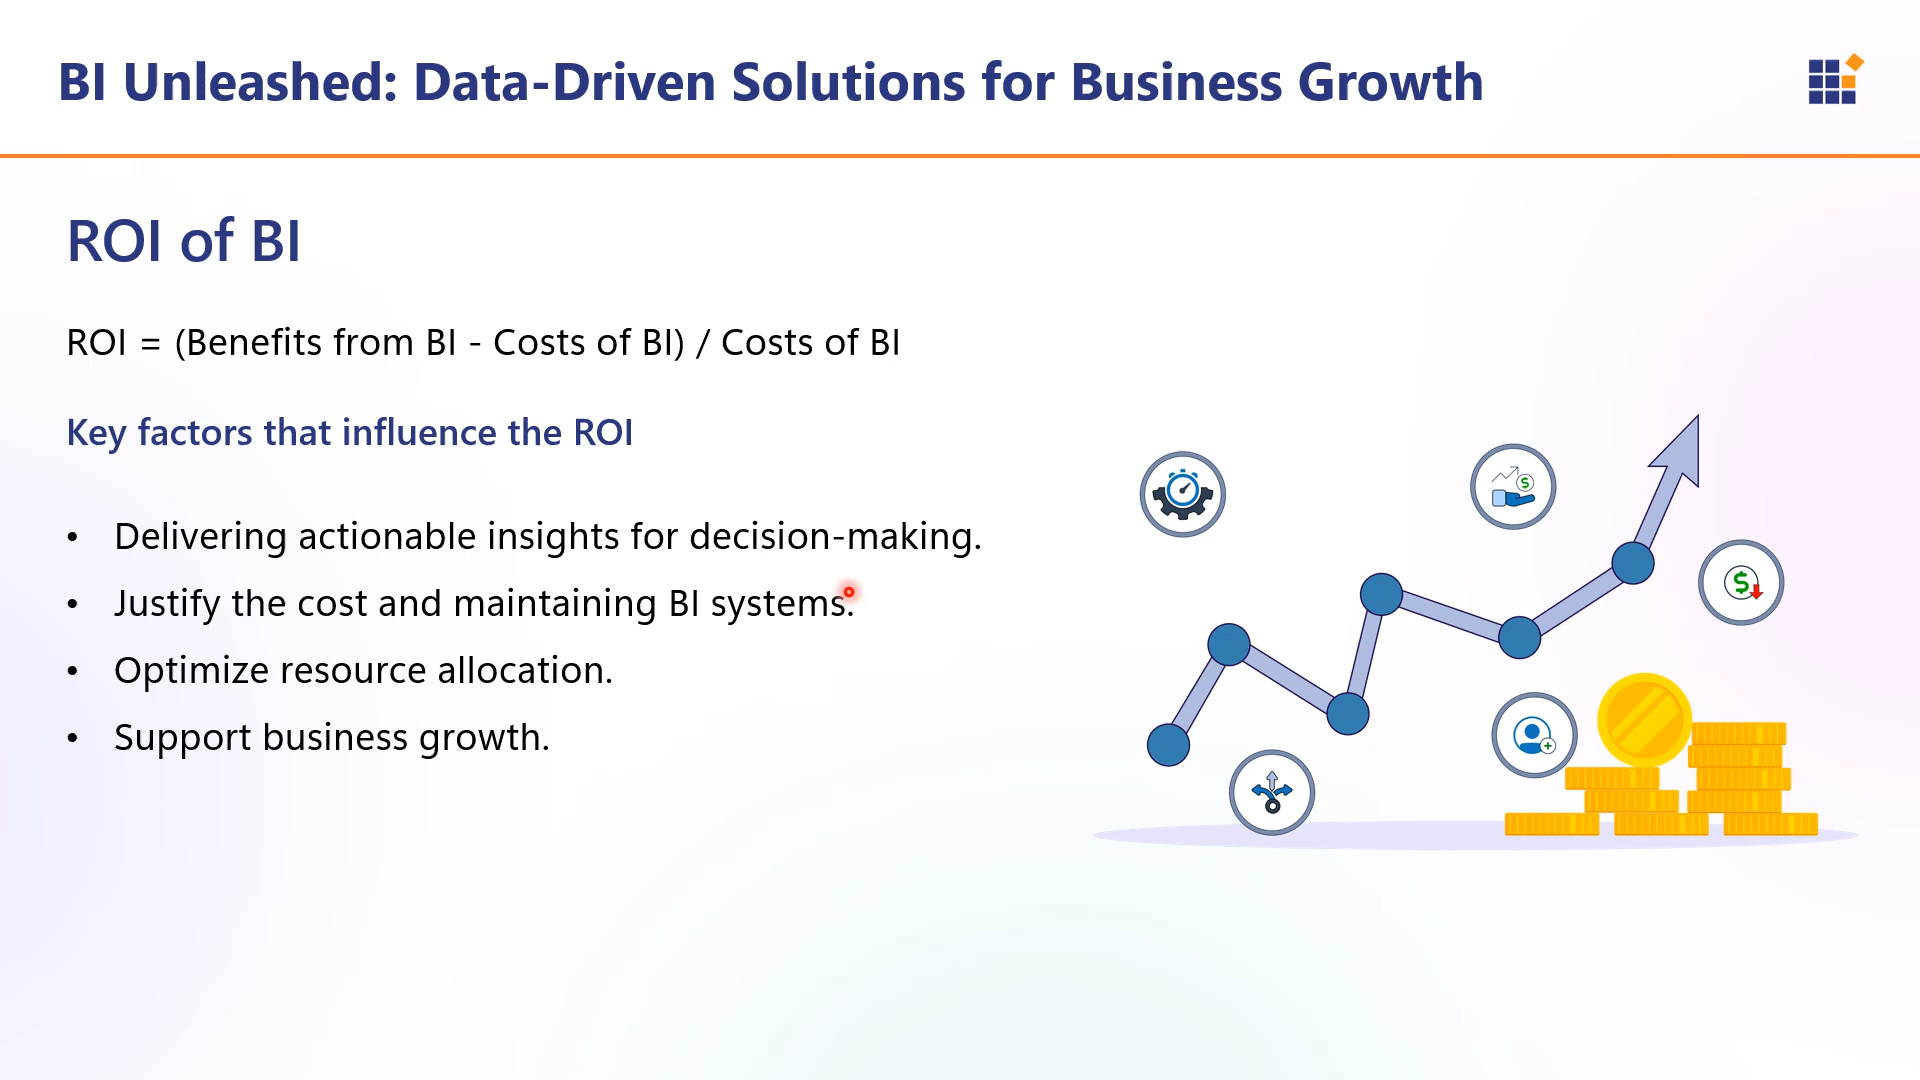 BI Unleashed: Data-Driven Solutions for Business Growth
ROI of BI
ROI = (Benefits from BI - Costs of BI) / Costs of BI
Key factors that influence the ROI
• Delivering actionable insights for decision-making.
• Justify the cost and maintaining BI systems.
• Optimize resource allocation.
• Support business growth.